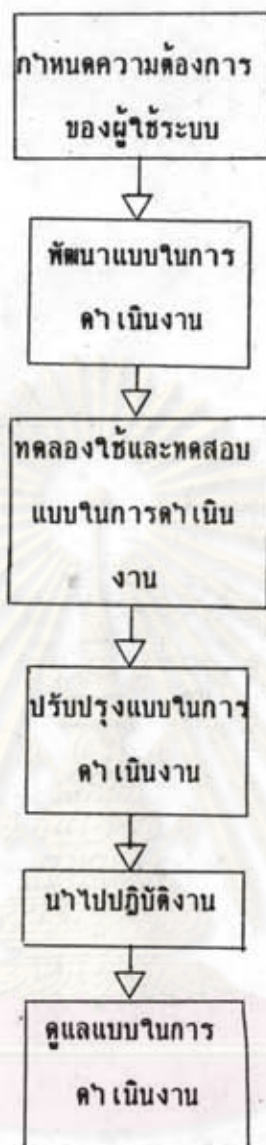 กำหนดความต้องการ
ของผู้ใช้ระบบ
พัฒนาแบบในการ
ดำเนินงาน
ทดลองใช้และทดสอบ
แบบในการดำเนิน
งาน
ปรับปรุงแบบในการ
ดำเนินงาน
นำไปปฏิบัติงาน
ดูแลแบบในการ
ดำเนินงาน